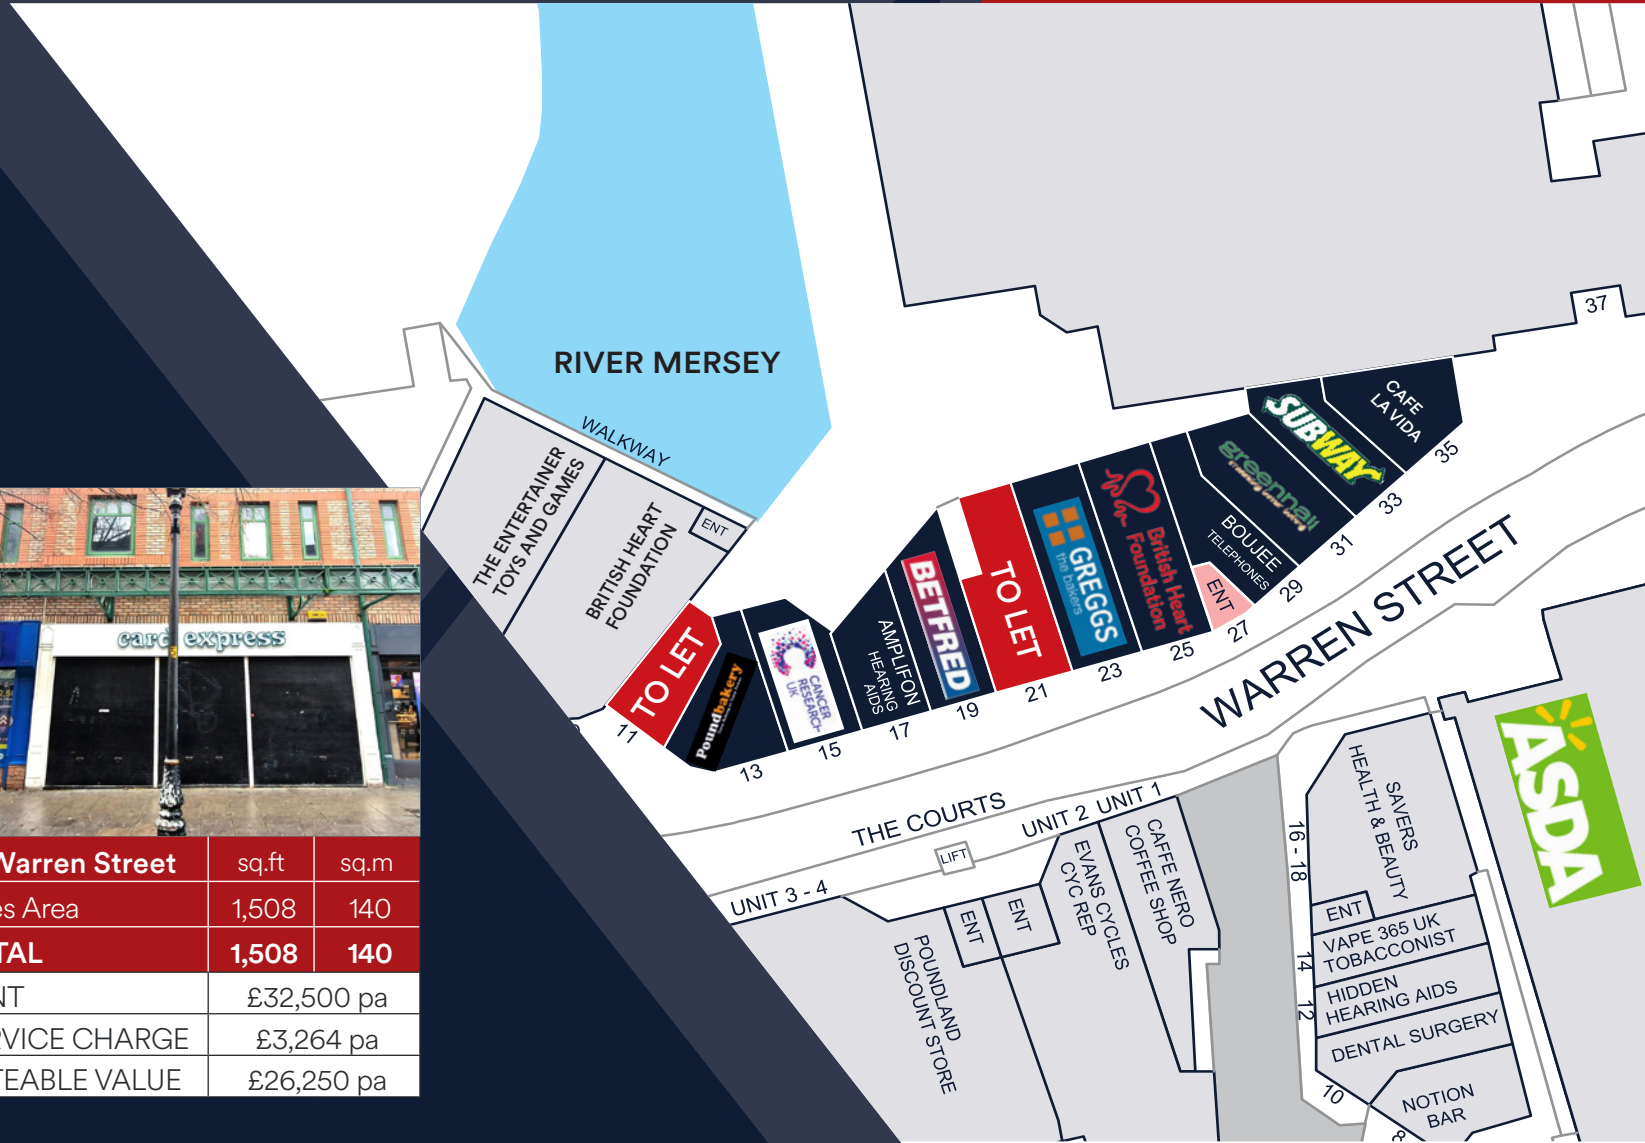 RIVER MERSEY
WALKWAY
THE ENTERTAINER
TOYS AND GAMES
BRITISH HEART
FOUNDATION
ENT
TO LET
11
Poundbakery
13
CANCER
RESEARCH
UK
15
AMPLIFON
HEARING
AIDS
17
BETFRED
19
TO LET
21
GREGGS
the bakers
23
British Heart
Foundation
25
ENT
27
BOUJEE
TELEPHONES
29
greennall
31
SUBWAY
33
CAFE
LA VIDA
35
37
WARREN STREET
THE COURTS
LIFT
UNIT 3 - 4
UNIT 2
UNIT 1
POUNDLAND
DISCOUNT STORE
ENT
ENT
EVANS CYCLES
CYC REP
CAFFE NERO
COFFEE SHOP
16 - 18
SAVERS
HEALTH & BEAUTY
ENT
14
VAPE 365 UK
TOBACCONIST
12
HIDDEN
HEARING AIDS
DENTAL SURGERY
10
NOTION
BAR
8
ASDA
card express
Warren Street sq.ft sq.m
es Area 1,508 140
TAL 1,508 140
NT £32,500 pa
RVICE CHARGE £3,264 pa
TEABLE VALUE £26,250 pa